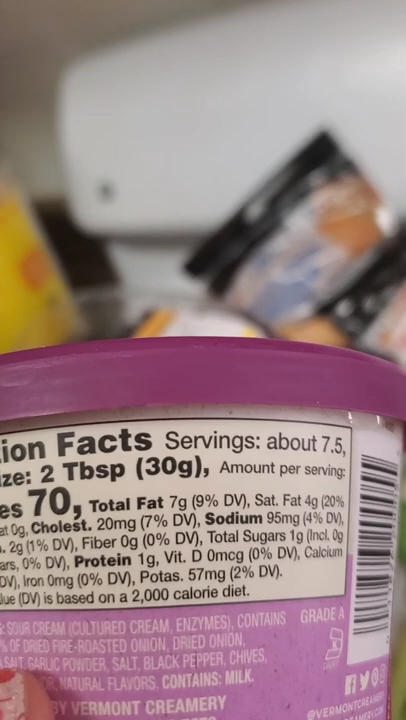 ion Facts Servings: about 7.5,
ize: 2 Tbsp (30g), Amount per serving:
es 70, Total Fat 7g (9% DV), Sat. Fat 4g (20%
at 0g, Cholest. 20mg (7% DV), Sodium 95mg (4% DV),
. 2g (1% DV), Fiber 0g (0% DV), Total Sugars 1g (Incl. 0g
ars, 0% DV), Protein 1g, Vit. D 0mcg (0% DV), Calcium
DV), Iron 0mg (0% DV), Potas. 57mg (2% DV).
lue (DV) is based on a 2,000 calorie diet.
S: SOUR CREAM (CULTURED CREAM, ENZYMES), CONTAINS
% OF DRIED FIRE-ROASTED ONION, DRIED ONION,
SALT, GARLIC POWDER, SALT, BLACK PEPPER, CHIVES,
NATURAL FLAVORS. CONTAINS: MILK.
BY VERMONT CREAMERY
GRADE A
@VERMONTCREAMERY